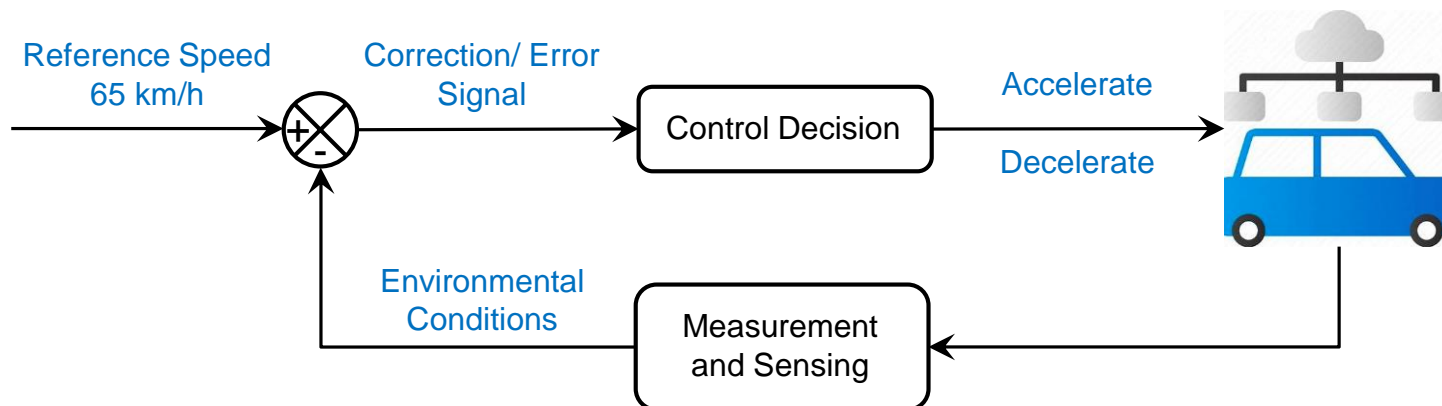 Reference Speed
65 km/h
Correction/ Error
Signal
+
-
Control Decision
Accelerate
Decelerate
Environmental
Conditions
Measurement
and Sensing